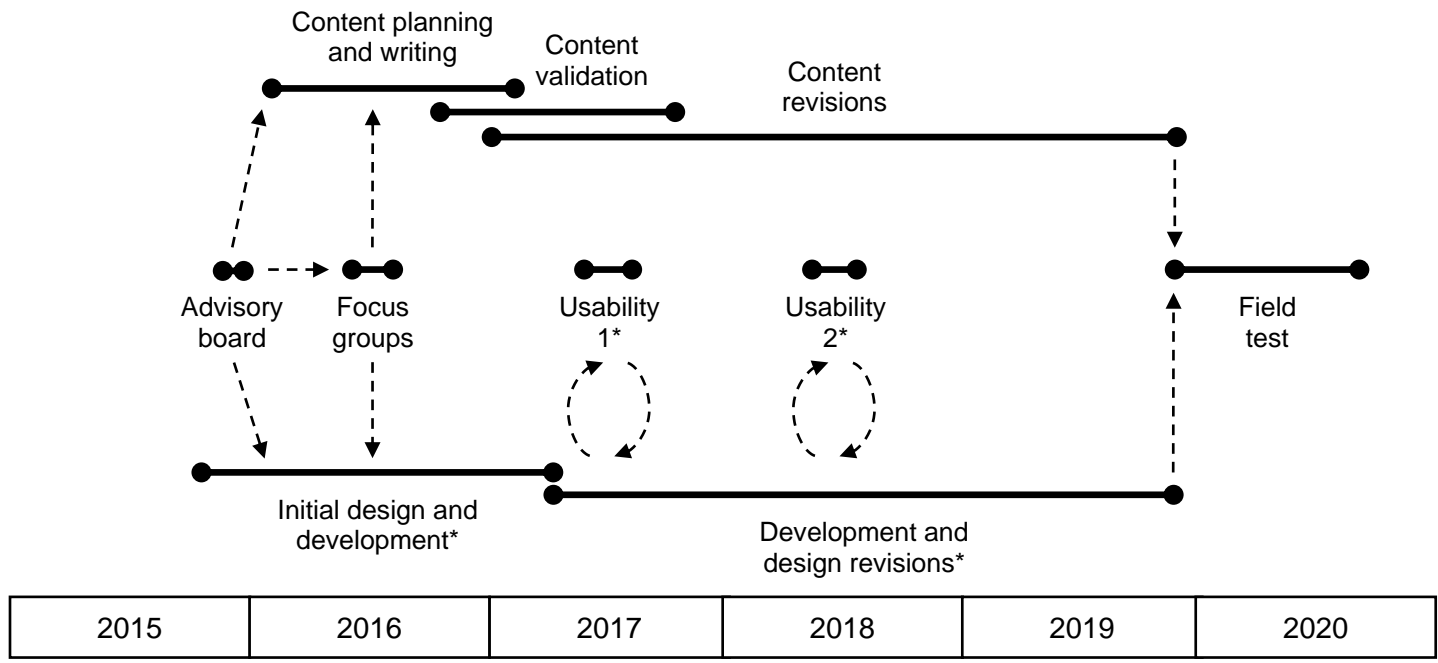 Content planning
and writing
Content
validation
Content
revisions
Advisory
board
Focus
groups
Usability
1*
Usability
2*
Field
test
Initial design and
development*
Development and
design revisions*
2015
2016
2017
2018
2019
2020